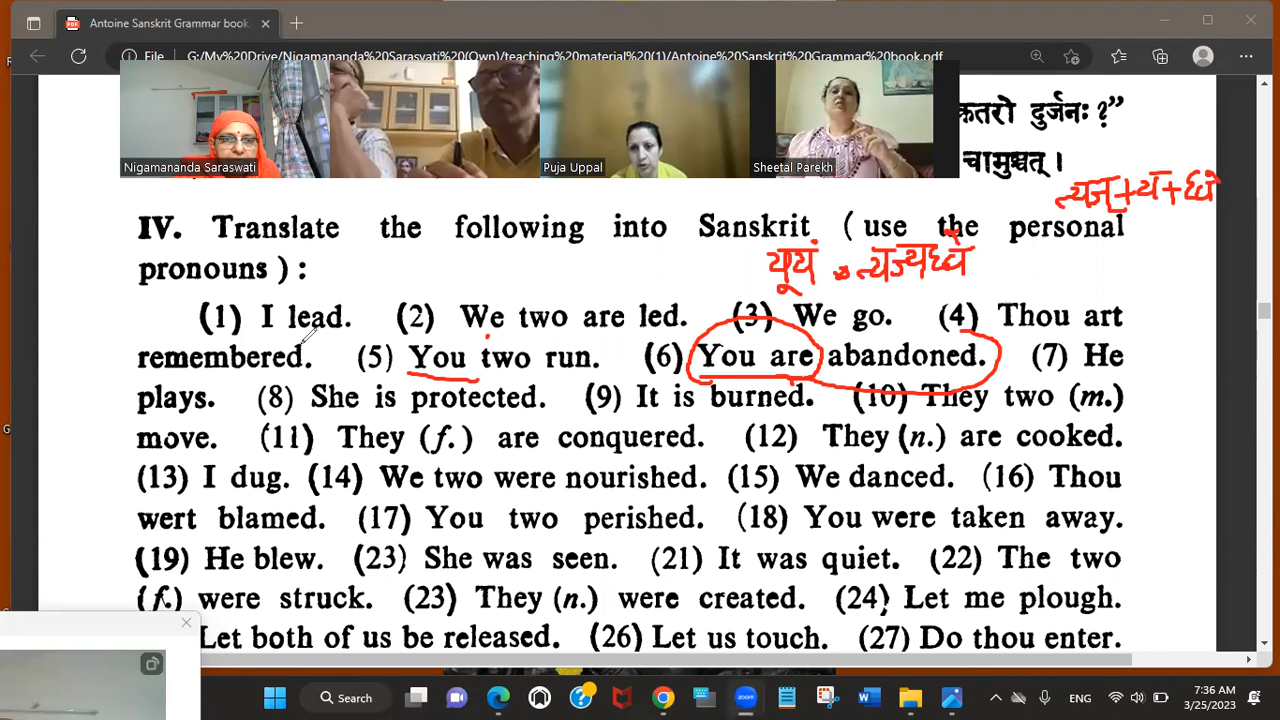 Antoine Sanskrit Grammar book.
File G:/My%20Drive/Nigamananda%20Sarasvati%20(Own)/teaching%20material%20(1)/Antoine%20Sanskrit%20Grammar%20book.pdf
Nigamananda Saraswati
Puja Uppal
Sheetal Parekh
क्रतरो दुर्जनः?”
चामुञ्चत् ।
त्यज्+य+ध्वे
IV. Translate the following into Sanskrit (use the personal
pronouns ) :
यूयं त्यज्यध्वे
(1) I lead. (2) We two are led. (3) We go. (4) Thou art
remembered. (5) You two run. (6) You are abandoned. (7) He
plays. (8) She is protected. (9) It is burned. (10) They two (m.)
move. (11) They (f.) are conquered. (12) They (n.) are cooked.
(13) I dug. (14) We two were nourished. (15) We danced. (16) Thou
wert blamed. (17) You two perished. (18) You were taken away.
(19) He blew. (23) She was seen. (21) It was quiet. (22) The two
(f.) were struck. (23) They (n.) were created. (24) Let me plough.
Let both of us be released. (26) Let us touch. (27) Do thou enter.
Search
ENG
7:36 AM
3/25/2023